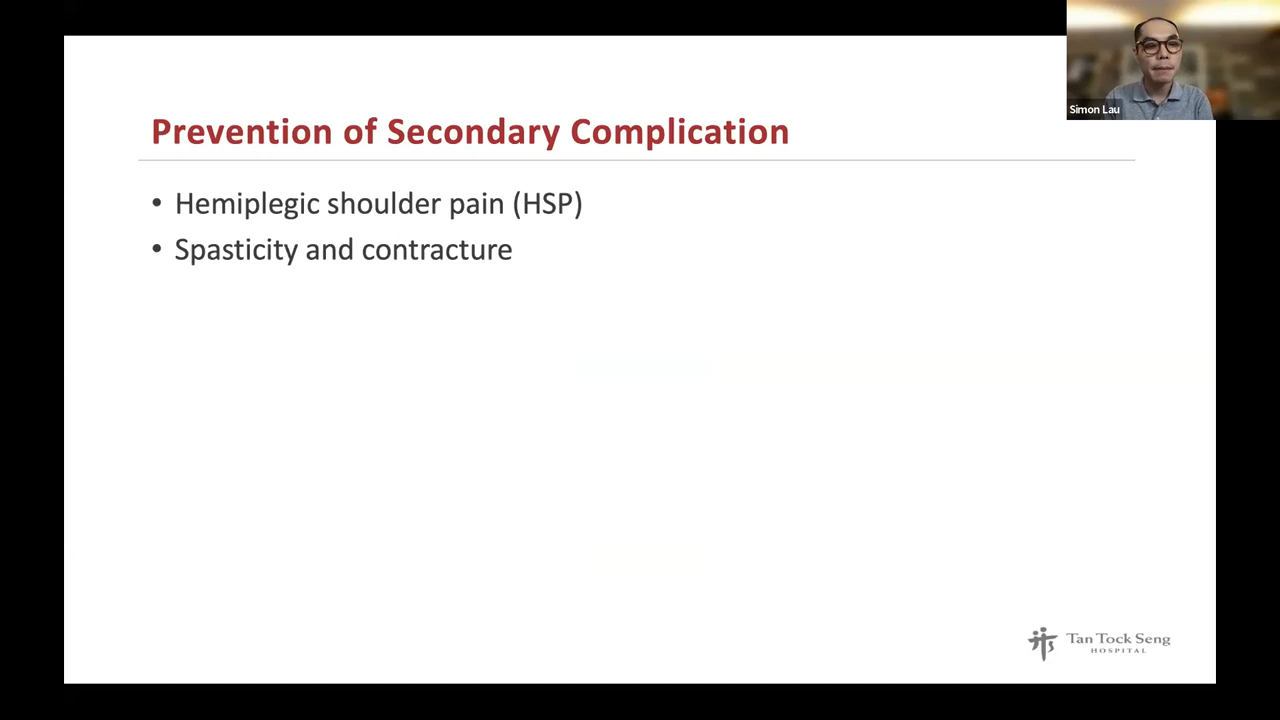 Simon Lau
Prevention of Secondary Complication
• Hemiplegic shoulder pain (HSP)
• Spasticity and contracture
Tan Tock Seng
HOSPITAL